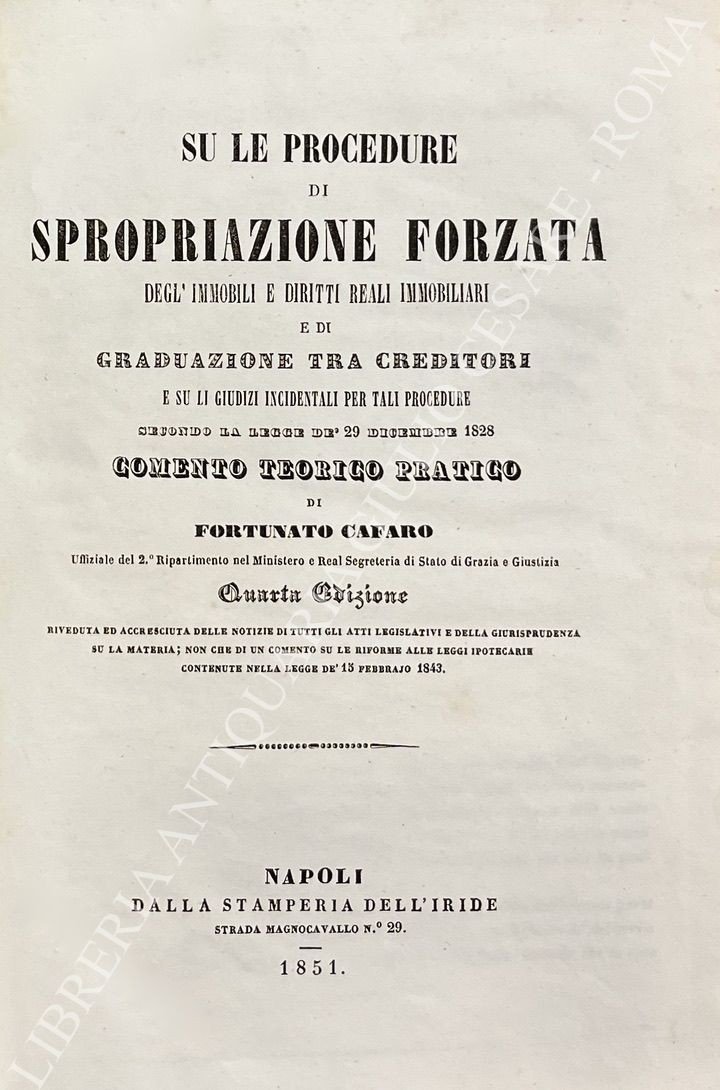 SU LE PROCEDURE
DI
SPROPRIAZIONE FORZATA
DEGL' IMMOBILI E DIRITTI REALI IMMOBILIARI
E DI
GRADUAZIONE TRA CREDITORI
E SU LI GIUDIZI INCIDENTALI PER TALI PROCEDURE
SECONDO LA LEGGE DE' 29 DICEMBRE 1828
COMENTO TEORICO PRATICO
DI
FORTUNATO CAFARO
Uffiziale del 2.° Ripartimento nel Ministero e Real Segreteria di Stato di Grazia e Giustizia
Quarta Edizione
RIVEDUTA ED ACCRESCIUTA DELLE NOTIZIE DI TUTTI GLI ATTI LEGISLATIVI E DELLA GIURISPRUDENZA
SU LA MATERIA; NON CHE DI UN COMENTO SU LE RIFORME ALLE LEGGI IPOTECARIE
CONTENUTE NELLA LEGGE DE' 15 FEBBRAJO 1843.
NAPOLI
DALLA STAMPERIA DELL'IRIDE
STRADA MAGNOCAVALLO N.° 29.
1851.
LIBRERIA ANTIQUARIA GIULIO CESARE - ROMA